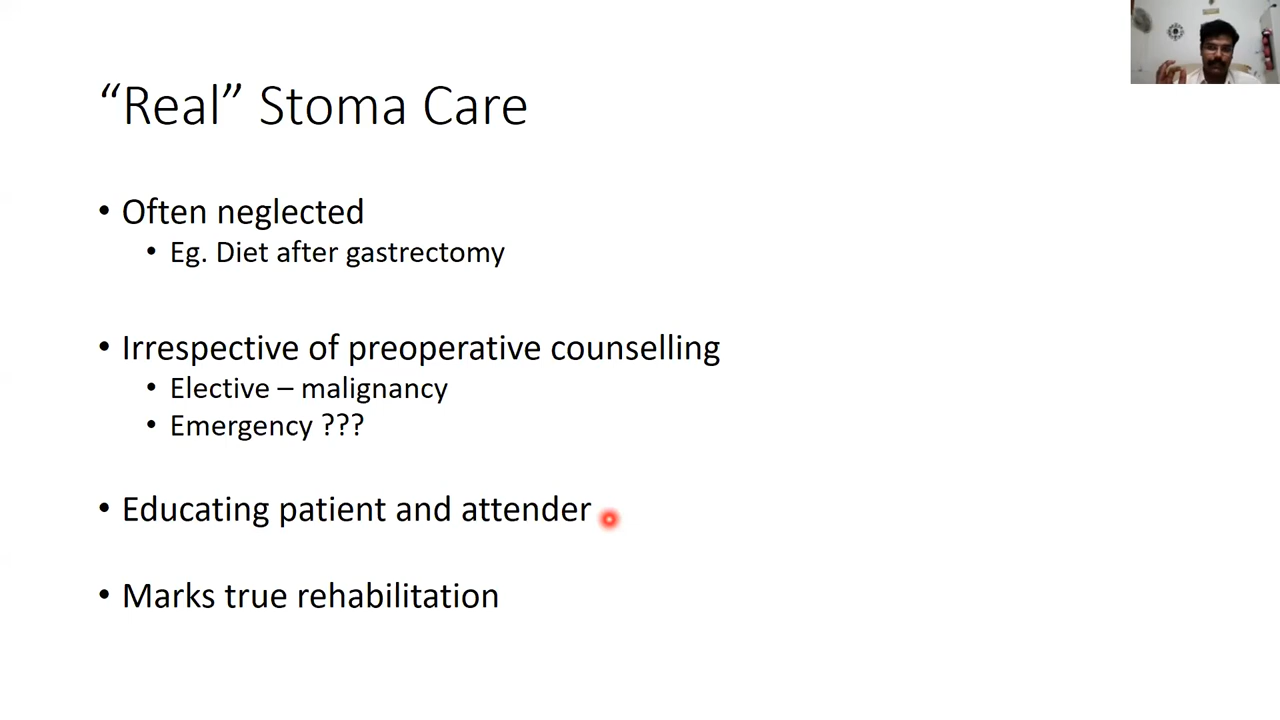 “Real” Stoma Care
• Often neglected
• Eg. Diet after gastrectomy
• Irrespective of preoperative counselling
• Elective – malignancy
• Emergency ???
• Educating patient and attender
• Marks true rehabilitation